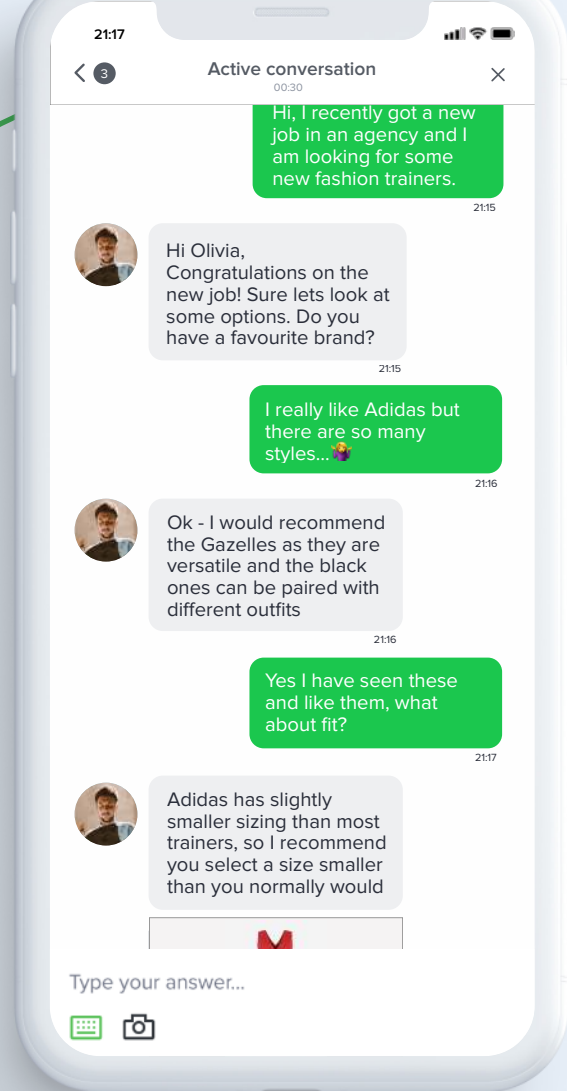 21:17
3
Active conversation
00:30
Hi, I recently got a new
job in an agency and I
am looking for some
new fashion trainers.
21:15
Hi Olivia,
Congratulations on the
new job! Sure lets look at
some options. Do you
have a favourite brand?
21:15
I really like Adidas but
there are so many
styles...🤷‍♀️
21:16
Ok - I would recommend
the Gazelles as they are
versatile and the black
ones can be paired with
different outfits
21:16
Yes I have seen these
and like them, what
about fit?
21:17
Adidas has slightly
smaller sizing than most
trainers, so I recommend
you select a size smaller
than you normally would
Type your answer...